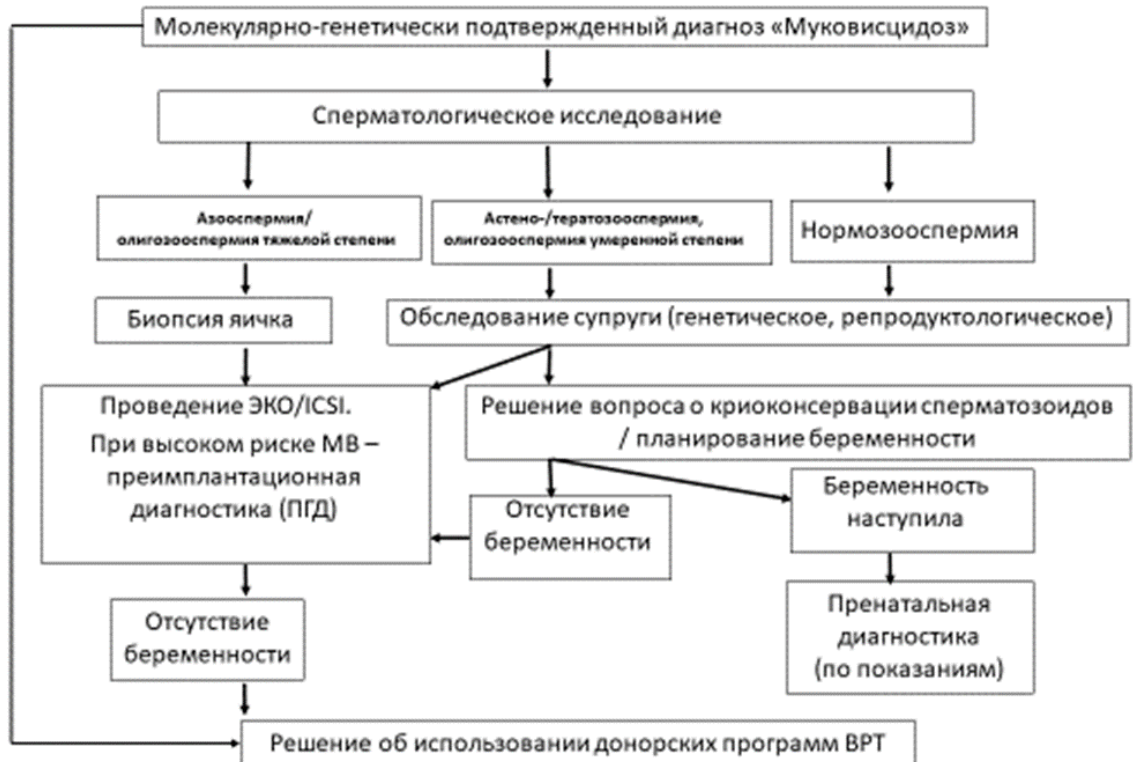 Молекулярно-генетически подтвержденный диагноз «Муковисцидоз»
Сперматологическое исследование
Азооспермия/
олигозооспермия тяжелой степени
Астено-/тератозооспермия,
олигозооспермия умеренной степени
Нормозооспермия
Биопсия яичка
Обследование супруги (генетическое, репродуктологическое)
Проведение ЭКО/ICSI.
При высоком риске МВ –
преимплантационная
диагностика (ПГД)
Решение вопроса о криоконсервации сперматозоидов
/ планирование беременности
Отсутствие
беременности
Беременность
наступила
Отсутствие
беременности
Пренатальная
диагностика
(по показаниям)
Решение об использовании донорских программ ВРТ